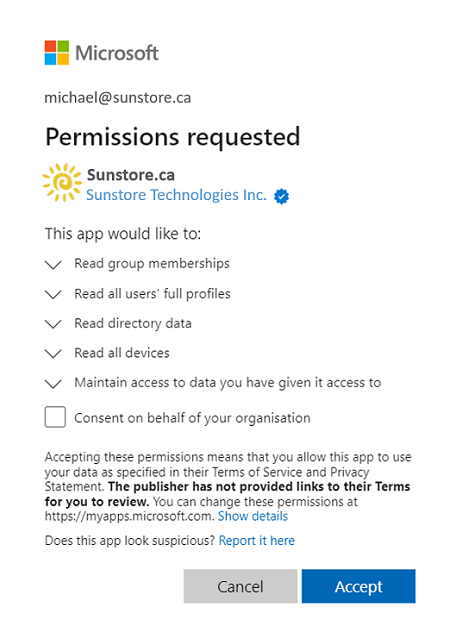 Microsoft
michael@sunstore.ca
Permissions requested
Sunstore.ca
Sunstore Technologies Inc.
This app would like to:
Read group memberships
Read all users' full profiles
Read directory data
Read all devices
Maintain access to data you have given it access to
Consent on behalf of your organisation
Accepting these permissions means that you allow this app to use
your data as specified in their Terms of Service and Privacy
Statement. The publisher has not provided links to their Terms
for you to review. You can change these permissions at
https://myapps.microsoft.com. Show details
Does this app look suspicious? Report it here
Cancel
Accept